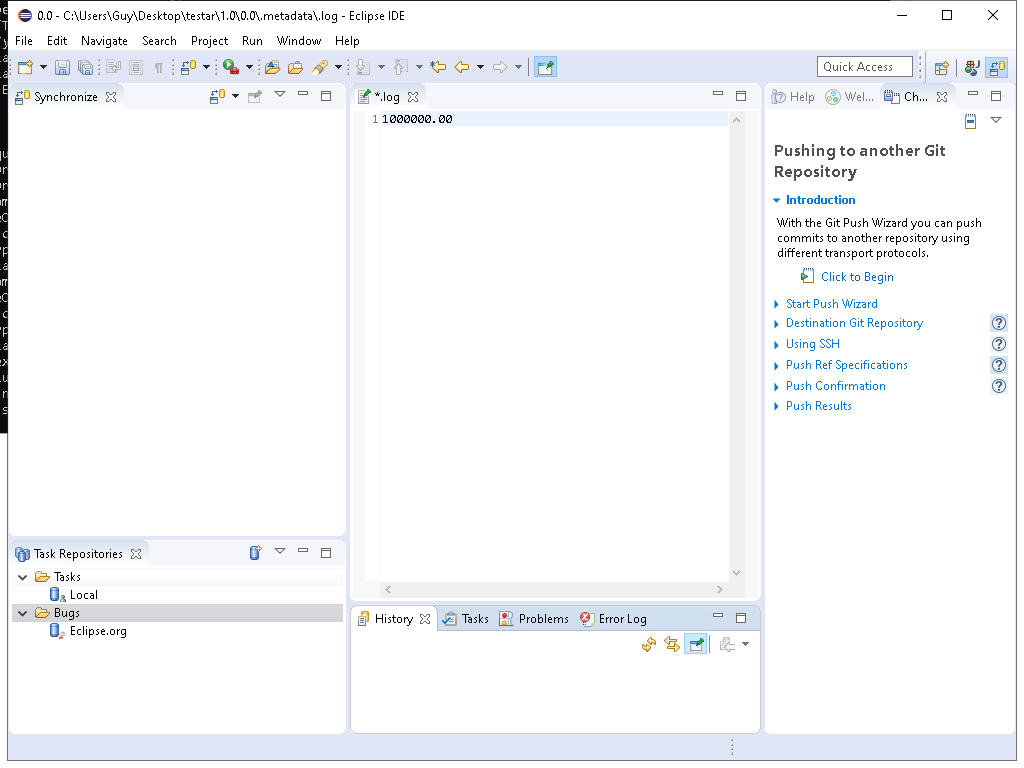 0.0 - C:\Users\Guy\Desktop\testar\1.0\0.0\.metadata\.log - Eclipse IDE
File Edit Navigate Search Project Run Window Help
Quick Access
Synchronize
*.log
Help Wel... Ch...
1 1000000.00
Pushing to another Git
Repository
Introduction
With the Git Push Wizard you can push
commits to another repository using
different transport protocols.
Click to Begin
Start Push Wizard
Destination Git Repository
Using SSH
Push Ref Specifications
Push Confirmation
Push Results
Task Repositories
Tasks
Local
Bugs
Eclipse.org
History Tasks Problems Error Log